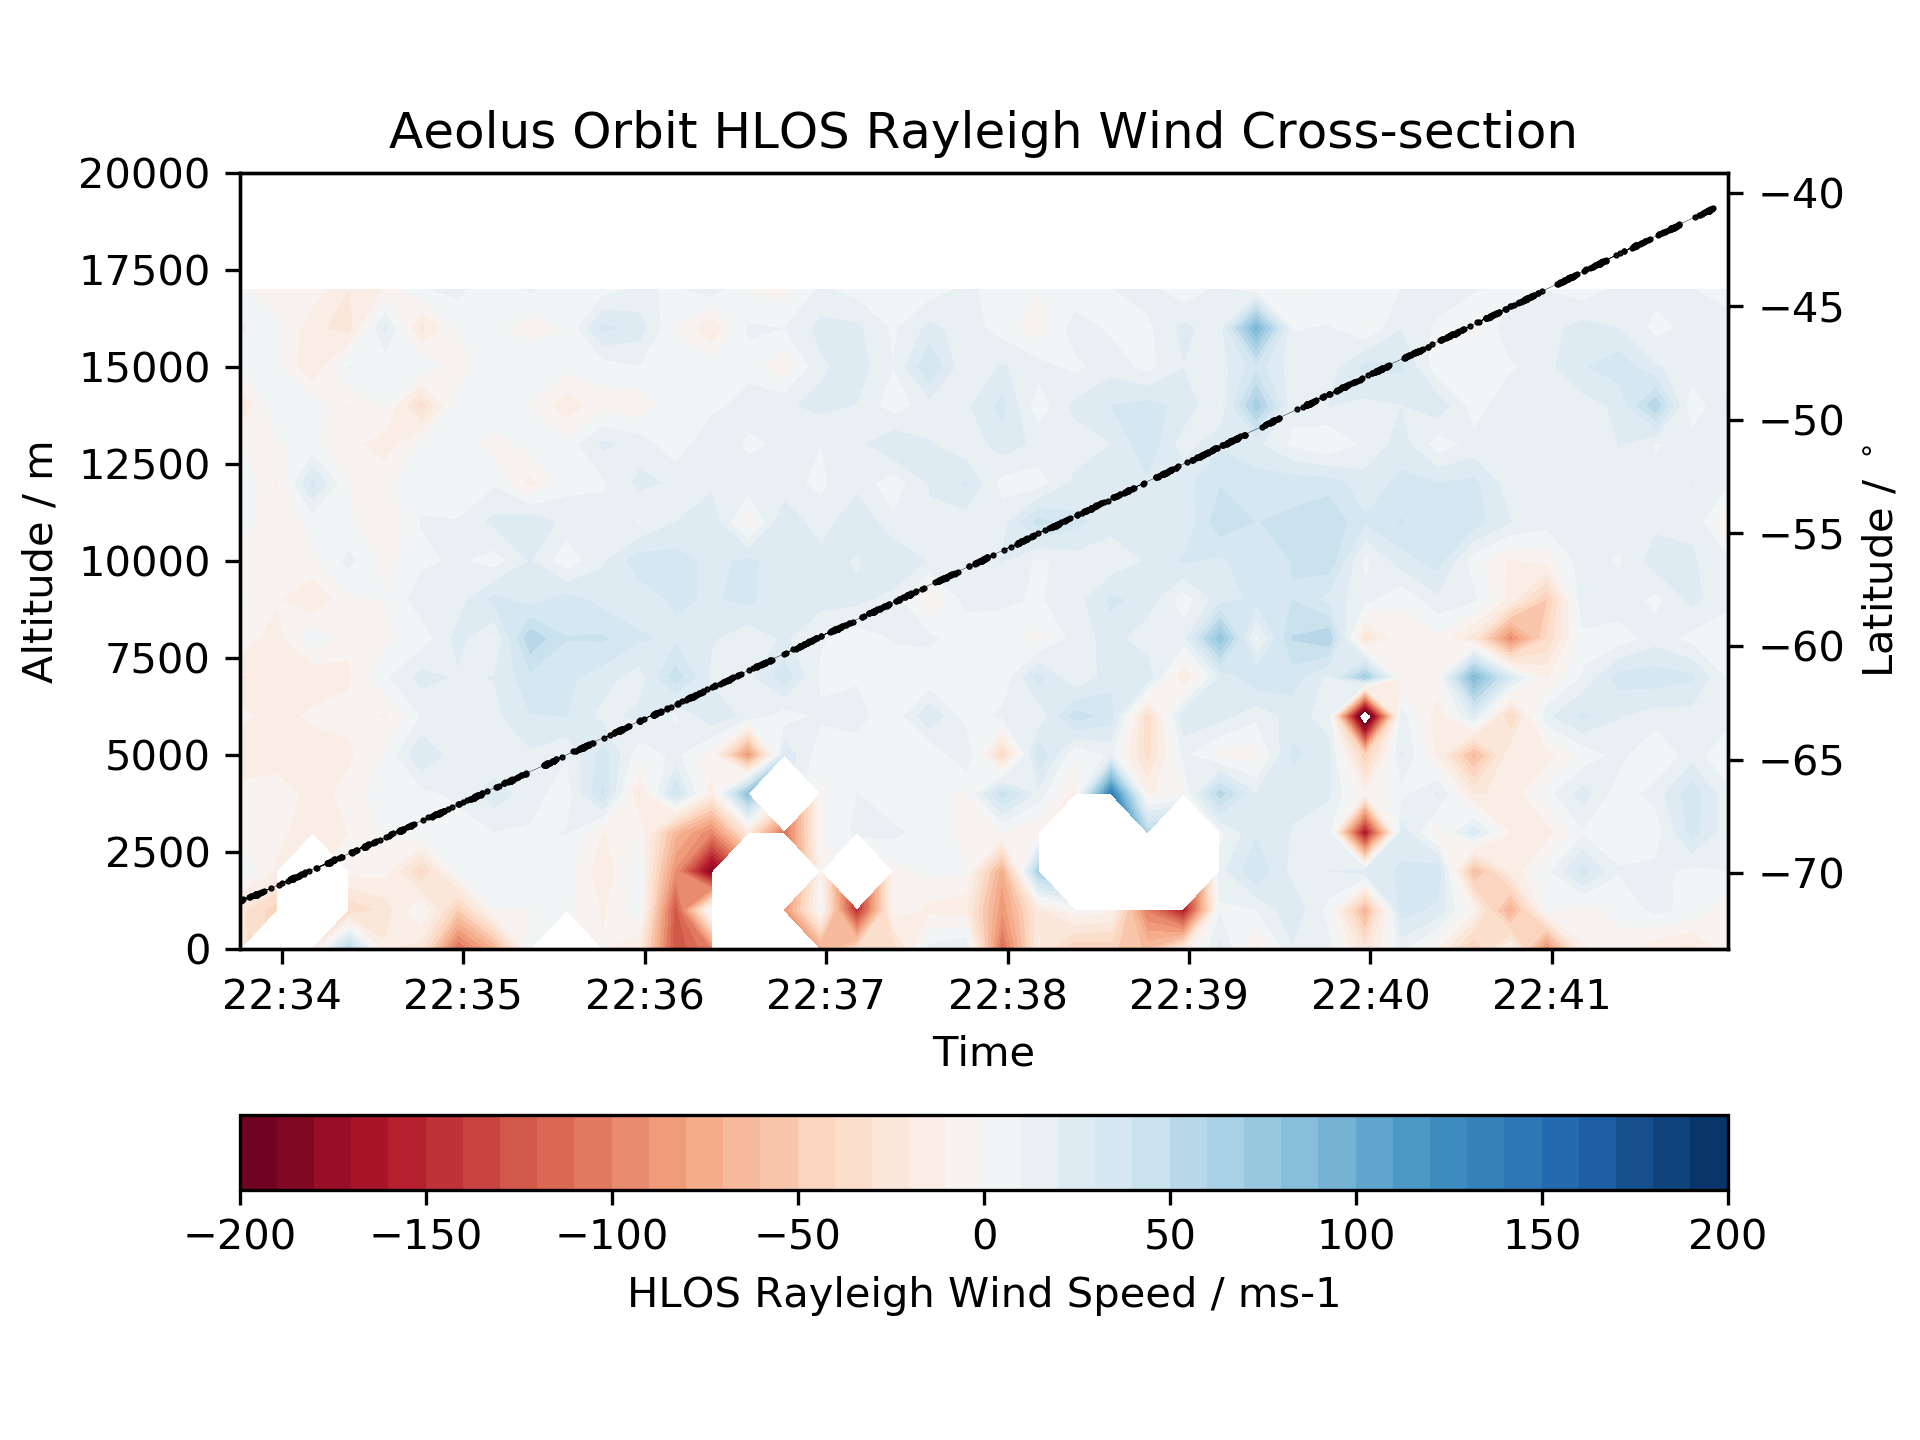 Aeolus Orbit HLOS Rayleigh Wind Cross-section
20000
17500
15000
12500
10000
7500
5000
2500
0
Altitude / m
−40
−45
−50
−55
−60
−65
−70
Latitude / °
22:34 22:35 22:36 22:37 22:38 22:39 22:40 22:41
Time
−200 −150 −100 −50 0 50 100 150 200
HLOS Rayleigh Wind Speed / ms-1